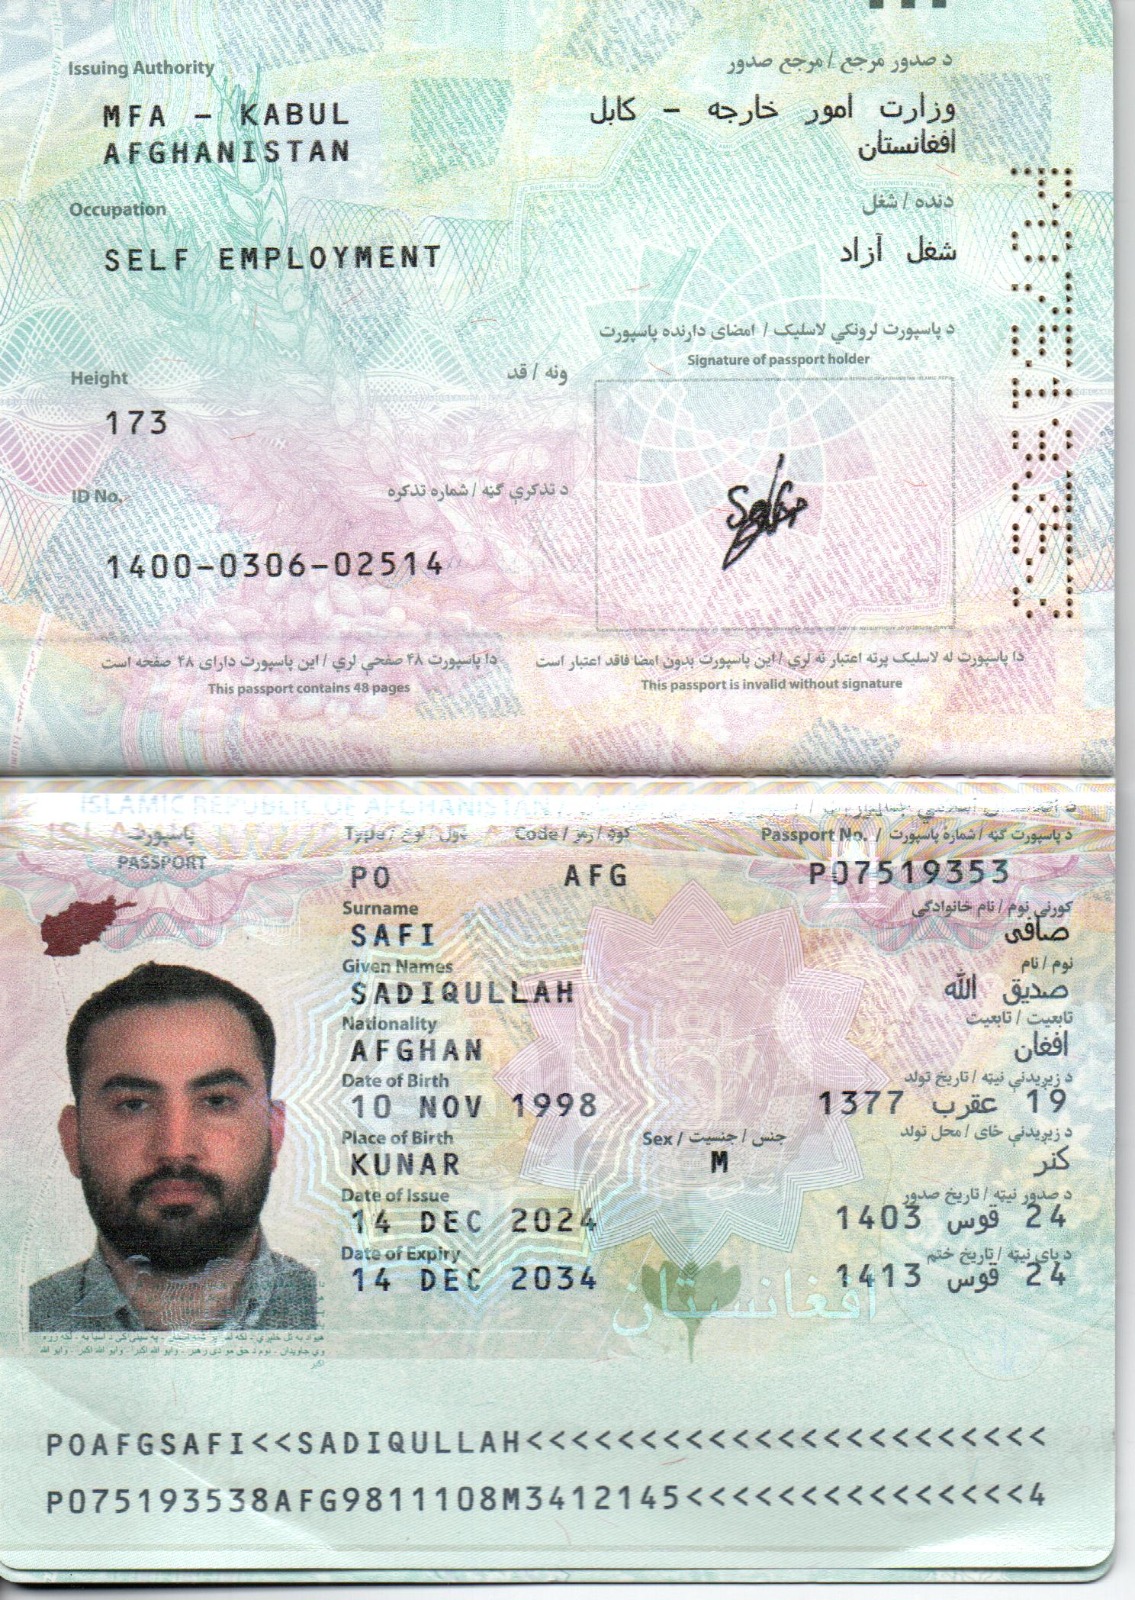 Issuing Authority
د صدور مرجع / مرجع صدور
MFA - KABUL
AFGHANISTAN
وزارت امور خارجه - کابل
افغانستان
Occupation
دنده / شغل
SELF EMPLOYMENT
شغل آزاد
د پاسپورت لرونکي لاسلیک / امضای دارنده پاسپورت
Signature of passport holder
Height
ونه / قد
173
ID No.
د تذکرې ګڼه / شماره تذکره
1400-0306-02514
دا پاسپورت ۴۸ صفحې لري / این پاسپورت دارای ۴۸ صفحه است
This passport contains 48 pages
دا پاسپورت له لاسلیک پرته اعتبار نه لري / این پاسپورت بدون امضا فاقد اعتبار است
This passport is invalid without signature
ISLAMIC REPUBLIC OF AFGHANISTAN
پاسپورت
PASSPORT
Type / نوع / ډول
Code / رمز / کوډ
Passport No. / د پاسپورت ګڼه / شماره پاسپورت
PO
AFG
P07519353
Surname
کورنی نوم / نام خانوادگی
SAFI
صافی
Given Names
نوم / نام
SADIQULLAH
صدیق الله
Nationality
تابعیت / تابعیت
AFGHAN
افغان
Date of Birth
د زیږیدنې نیټه / تاریخ تولد
10 NOV 1998
19 عقرب 1377
Place of Birth
Sex / جنس / جنسیت
د زیږیدنې ځای / محل تولد
KUNAR
M
کنر
Date of Issue
د صدور نیټه / تاریخ صدور
14 DEC 2024
24 قوس 1403
Date of Expiry
د پای نیټه / تاریخ ختم
14 DEC 2034
24 قوس 1413
افغانستان
POAFGSAFI<<SADIQULLAH<<<<<<<<<<<<<<<<<<<<<<<
P075193538AFG9811108M3412145<<<<<<<<<<<<<<<4